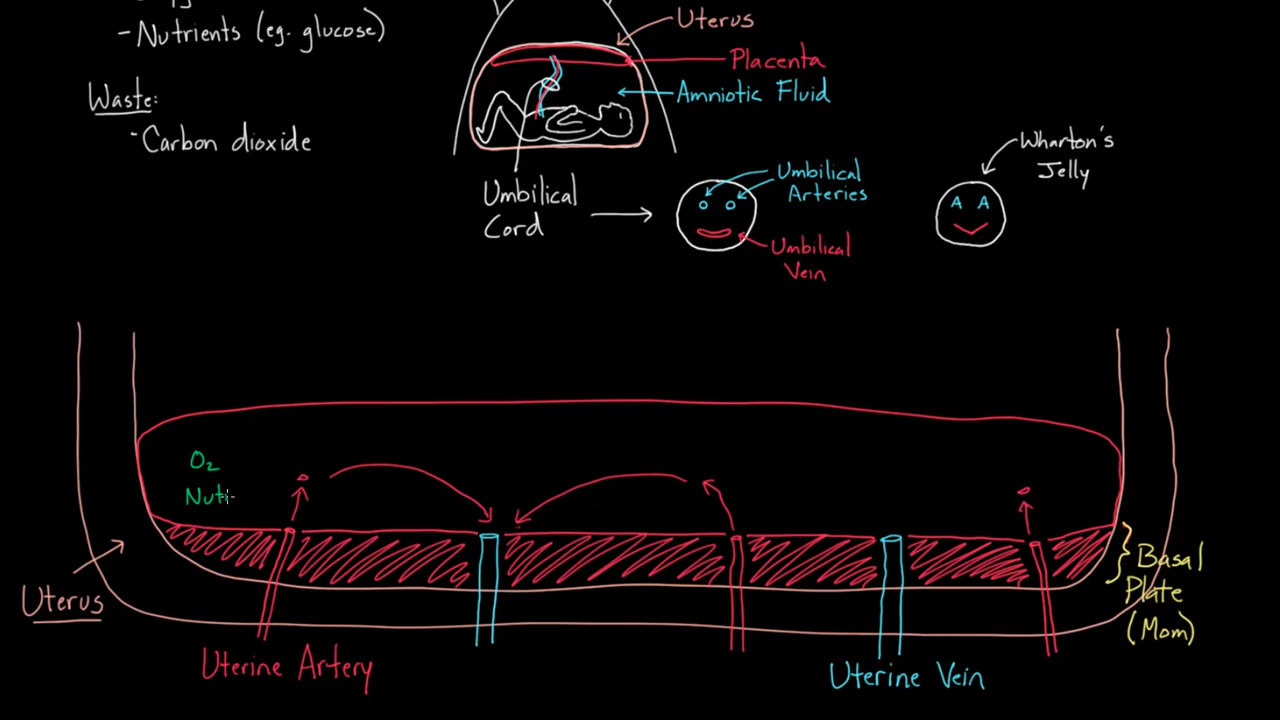 - Nutrients (eg. glucose)
Waste:
- Carbon dioxide
Uterus
Placenta
Amniotic Fluid
Umbilical
Cord
Umbilical
Arteries
Umbilical
Vein
Wharton's
Jelly
A A
O2
Nut
Uterus
Uterine Artery
Uterine Vein
Basal
Plate
(Mom)